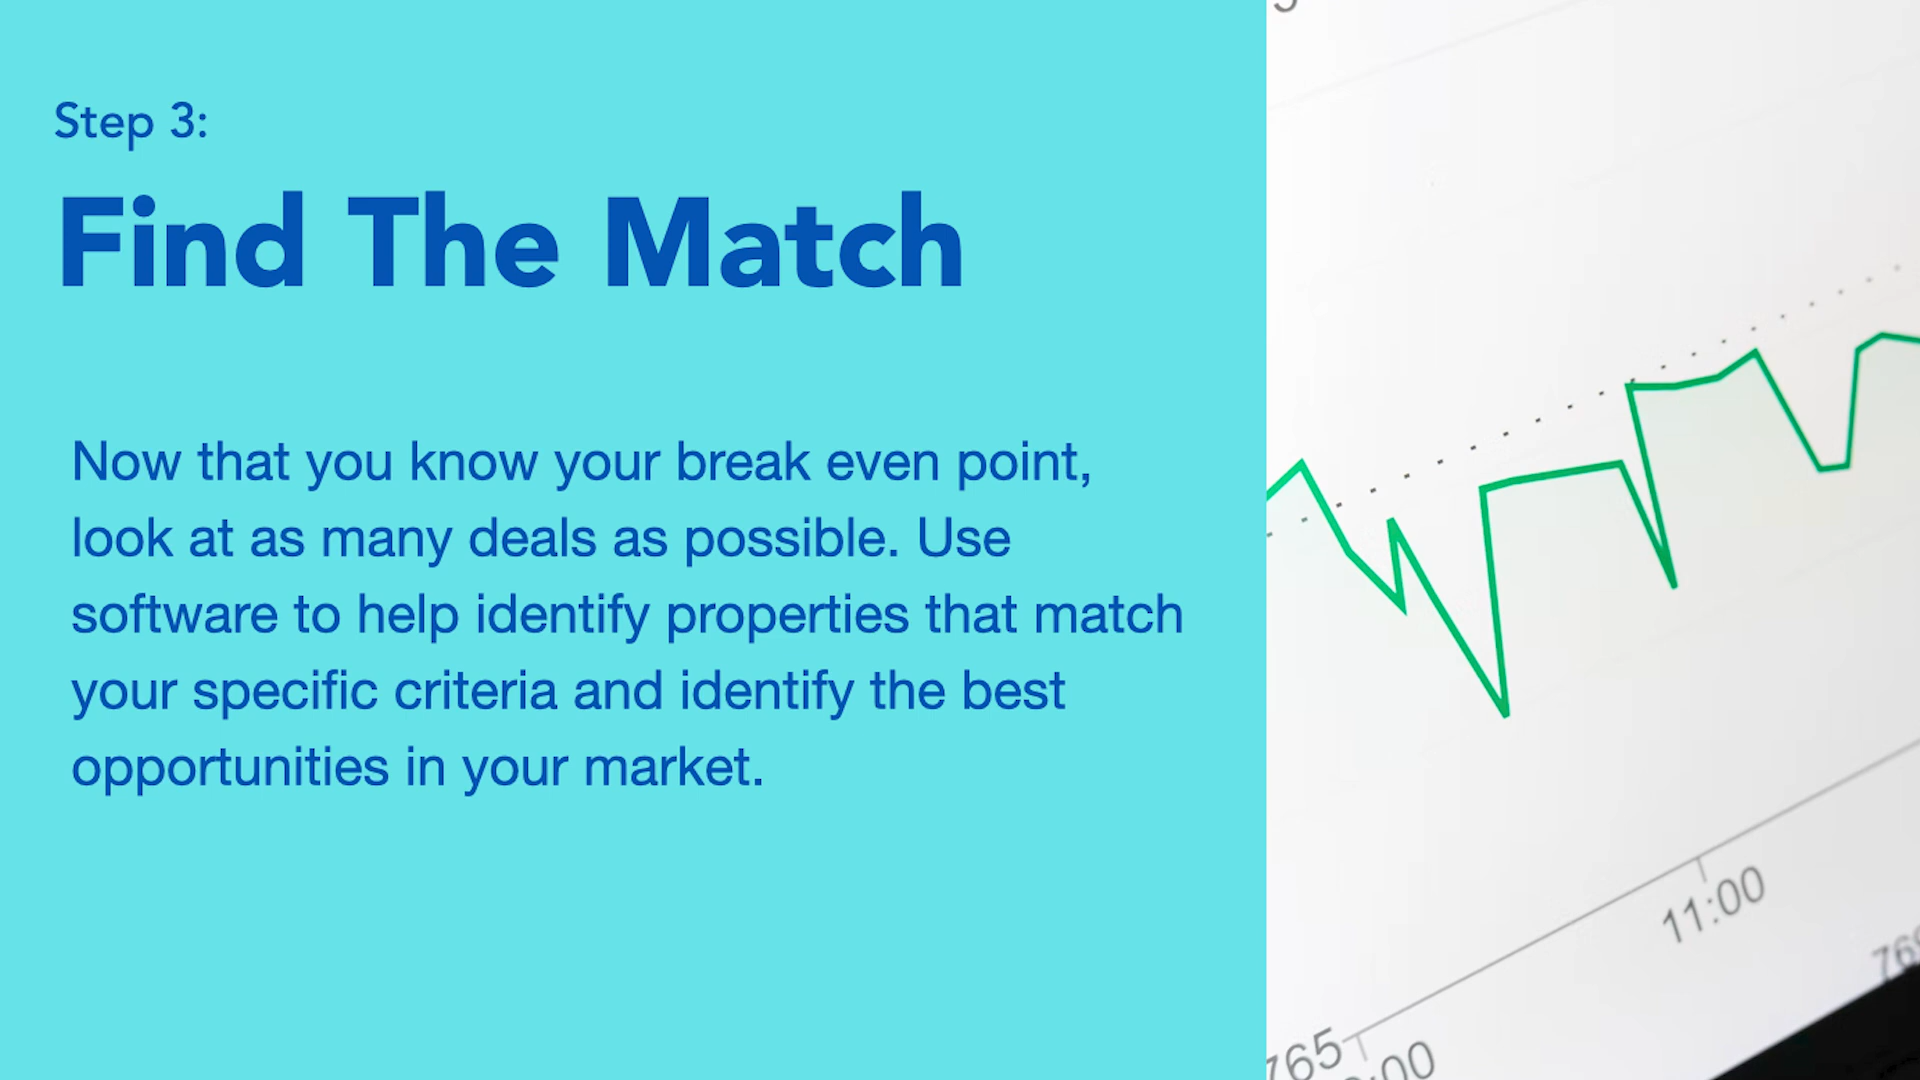 Step 3:
Find The Match
Now that you know your break even point,
look at as many deals as possible. Use
software to help identify properties that match
your specific criteria and identify the best
opportunities in your market.
11:00
765